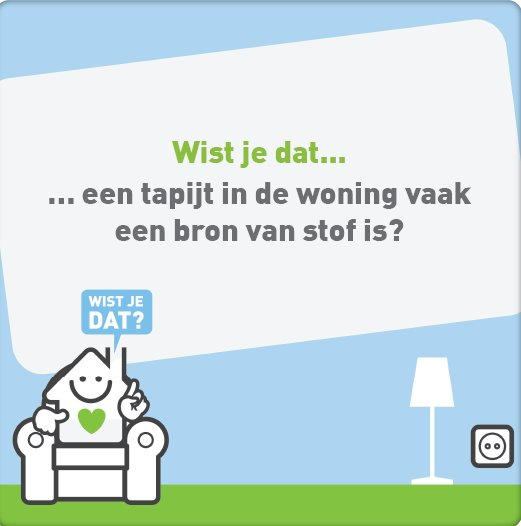 Wist je dat...
... een tapijt in de woning vaak
een bron van stof is?
WIST JE
DAT?